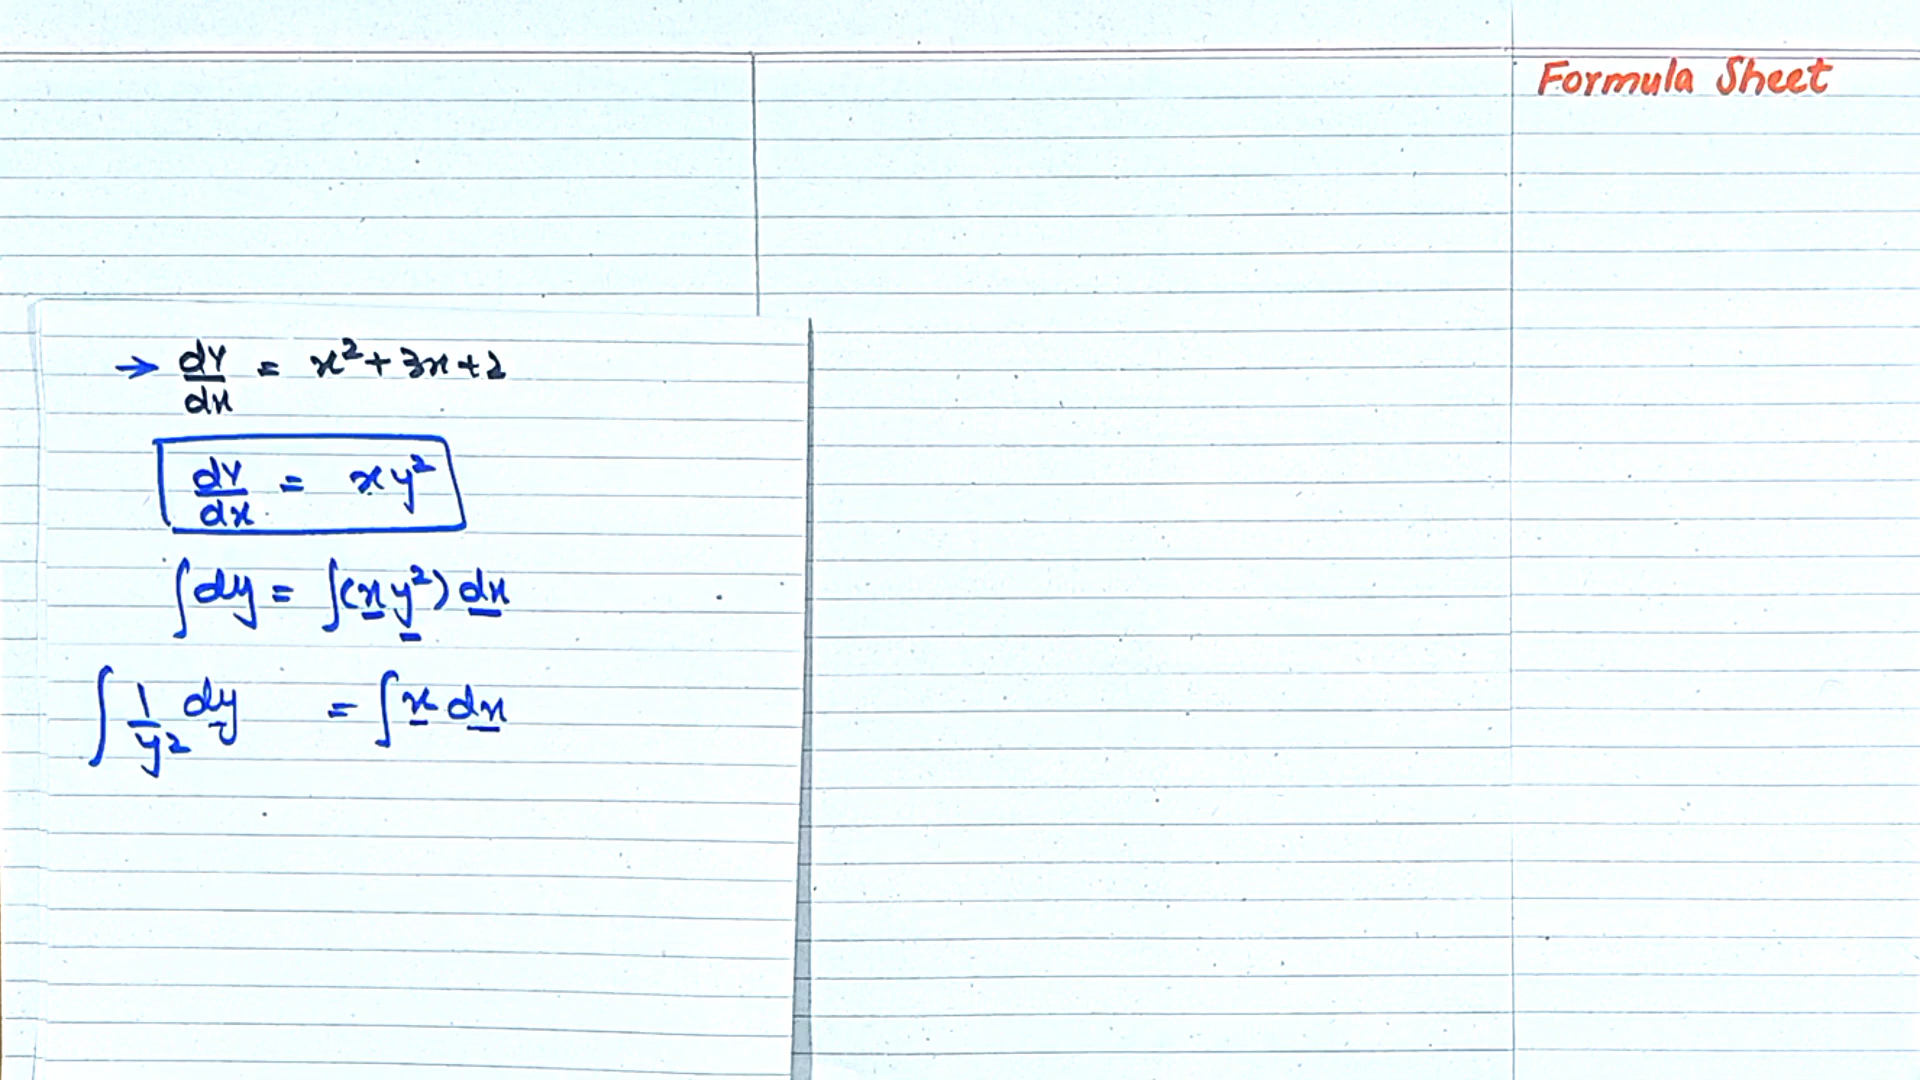 Formula Sheet
→ dy/dx = x² + 3x + 2
dy/dx = xy²
∫dy = ∫(xy²) dx
∫ 1/y² dy = ∫x dx